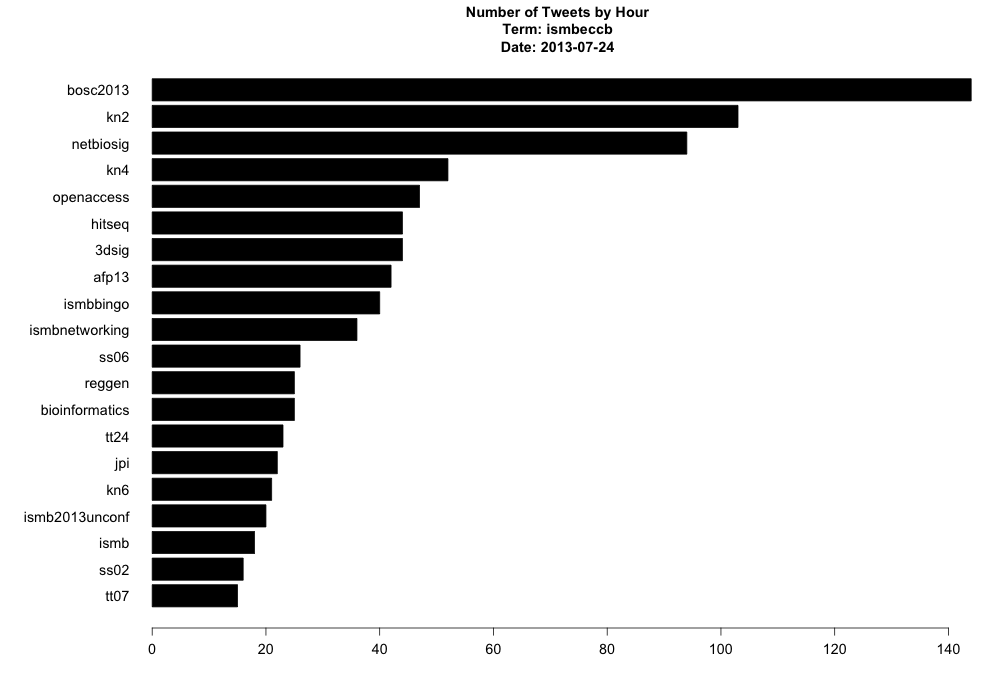 Number of Tweets by Hour
Term: ismbeccb
Date: 2013-07-24
bosc2013
kn2
netbiosig
kn4
openaccess
hitseq
3dsig
afp13
ismbbingo
ismbnetworking
ss06
reggen
bioinformatics
tt24
jpi
kn6
ismb2013unconf
ismb
ss02
tt07
0 20 40 60 80 100 120 140